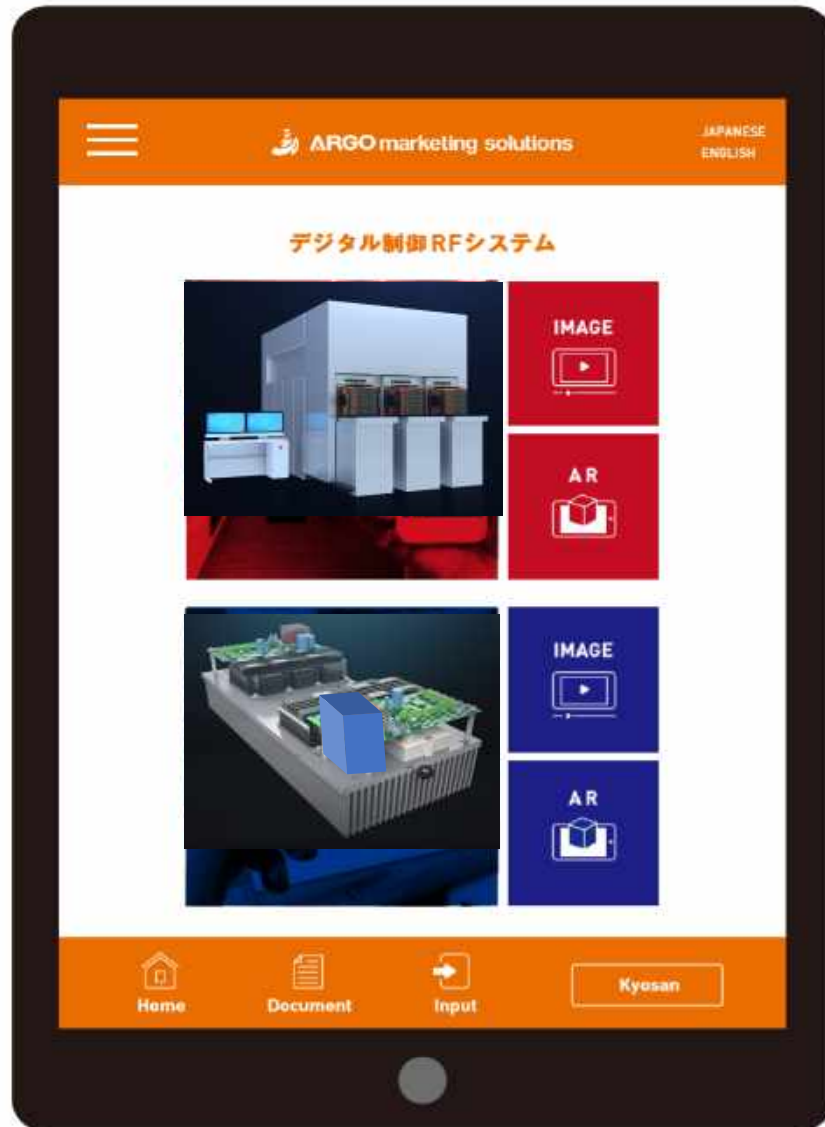 ARGO marketing solutions
JAPANESE
ENGLISH
デジタル制御RFシステム
IMAGE
AR
IMAGE
AR
Home
Document
Input
Kyosan